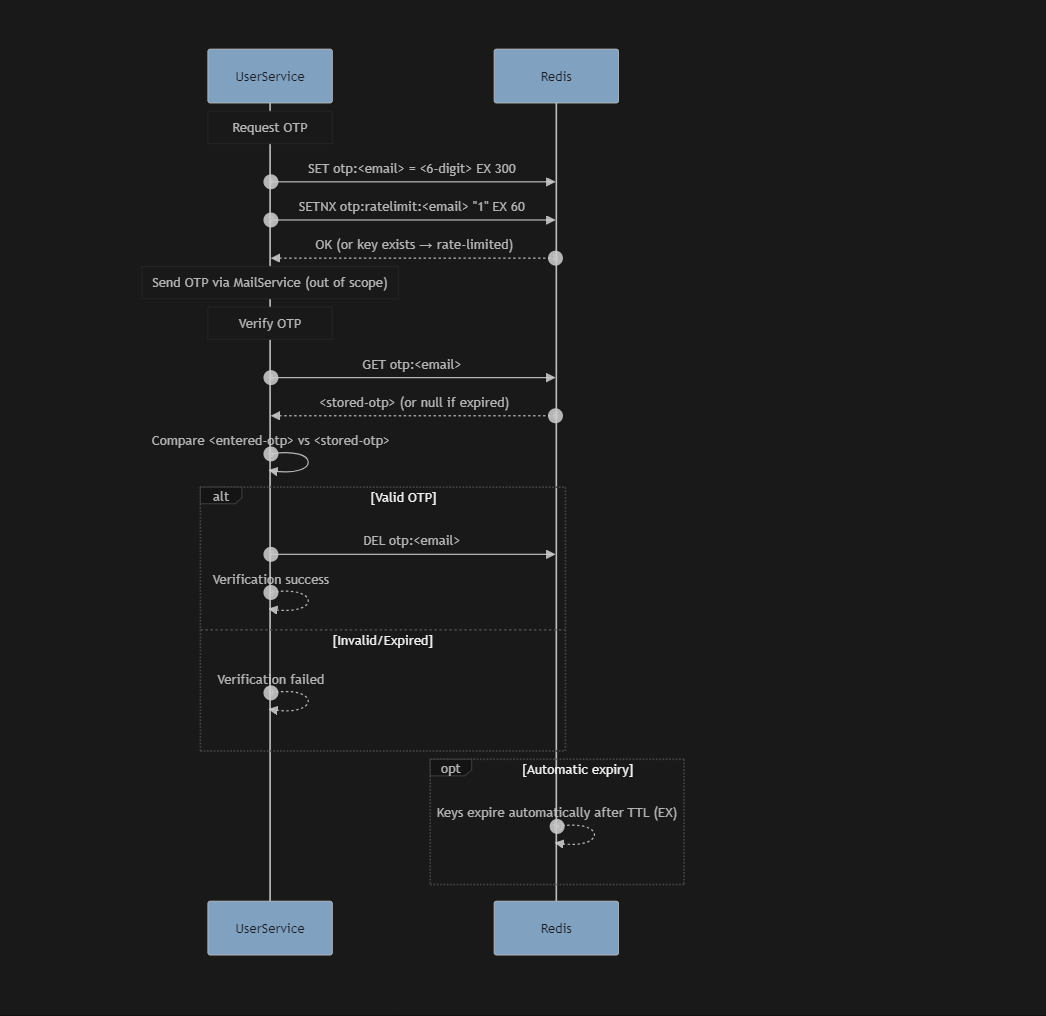 UserService
Redis
Request OTP
SET otp:<email> = <6-digit> EX 300
SETNX otp:ratelimit:<email> "1" EX 60
OK (or key exists → rate-limited)
Send OTP via MailService (out of scope)
Verify OTP
GET otp:<email>
<stored-otp> (or null if expired)
Compare <entered-otp> vs <stored-otp>
alt
[Valid OTP]
DEL otp:<email>
Verification success
[Invalid/Expired]
Verification failed
opt
[Automatic expiry]
Keys expire automatically after TTL (EX)
UserService
Redis